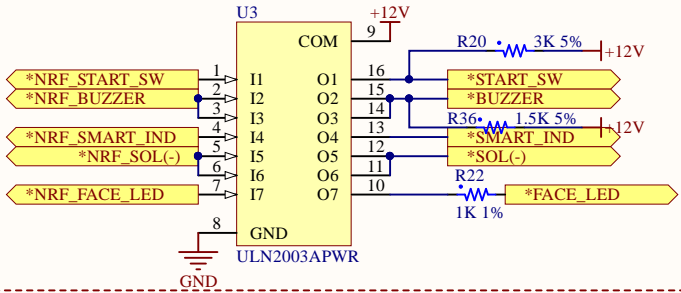 U3
+12V
COM 9
R20 3K 5% +12V
*NRF_START_SW 1 I1 O1 16 *START_SW
*NRF_BUZZER 2 I2 O2 15 *BUZZER
3 I3 O3 14
R36 1.5K 5% +12V
*NRF_SMART_IND 4 I4 O4 13 *SMART_IND
*NRF_SOL(-) 5 I5 O5 12 *SOL(-)
6 I6 O6 11
R22
*NRF_FACE_LED 7 I7 O7 10 *FACE_LED
1K 1%
8 GND
ULN2003APWR
GND